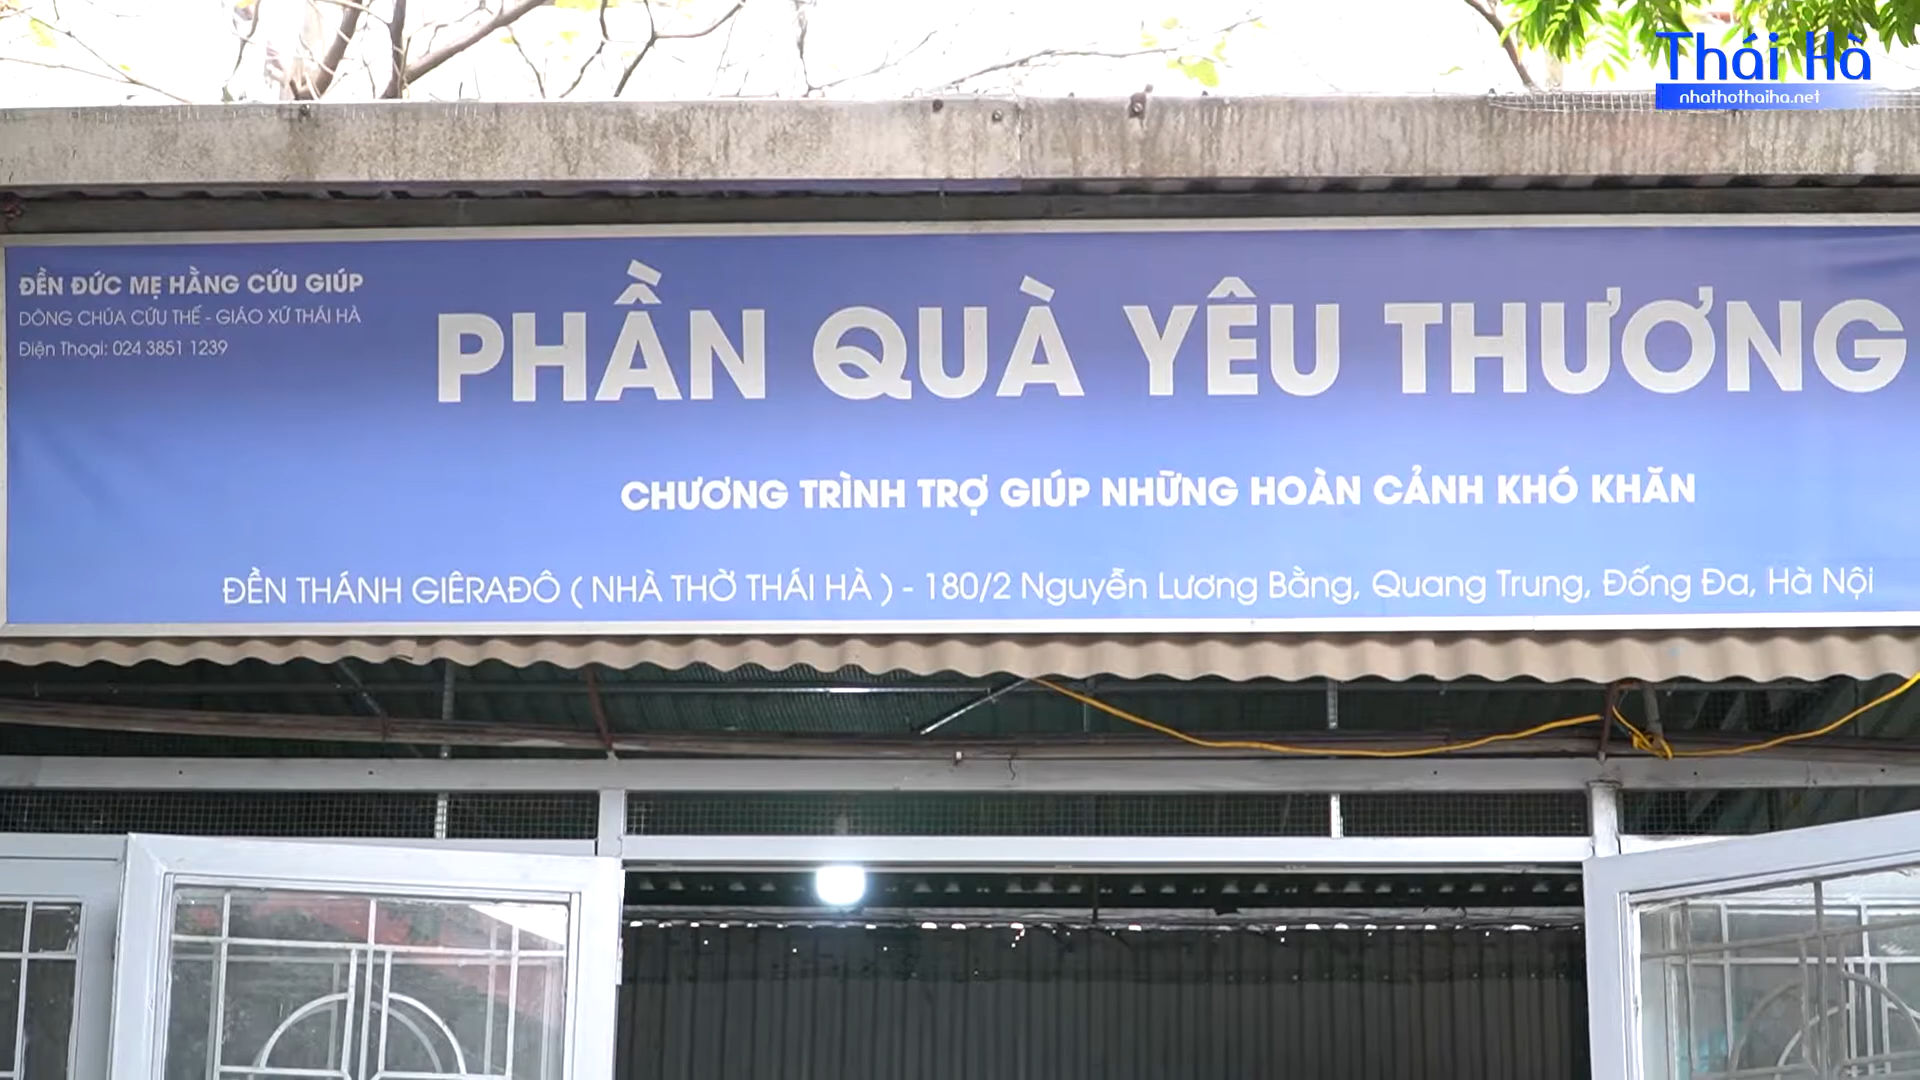 Thái Hà
nhathothaiha.net
ĐỀN ĐỨC MẸ HẰNG CỨU GIÚP
DÒNG CHÚA CỨU THẾ - GIÁO XỨ THÁI HÀ
Điện Thoại: 024 3851 1239
PHẦN QUÀ YÊU THƯƠNG
CHƯƠNG TRÌNH TRỢ GIÚP NHỮNG HOÀN CẢNH KHÓ KHĂN
ĐỀN THÁNH GIÊRAĐÔ ( NHÀ THỜ THÁI HÀ ) - 180/2 Nguyễn Lương Bằng, Quang Trung, Đống Đa, Hà Nội